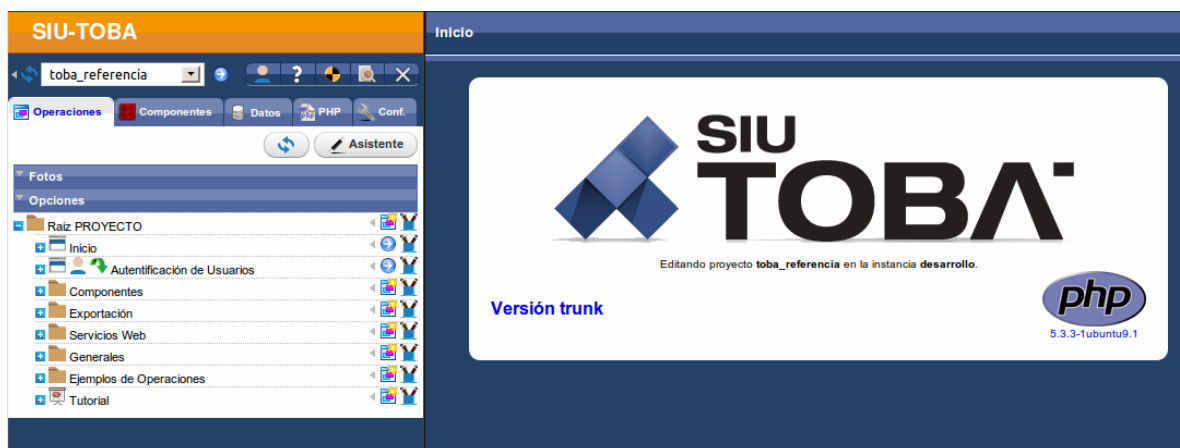 SIU-TOBA
Inicio
toba_referencia
?
Operaciones
Componentes
Datos
php
PHP
Conf.
Asistente
Fotos
Opciones
Raiz PROYECTO
Inicio
Autentificación de Usuarios
Componentes
Exportación
Servicios Web
Generales
Ejemplos de Operaciones
Tutorial
SIU
TOBA
Editando proyecto toba_referencia en la instancia desarrollo.
Versión trunk
php
5.3.3-1ubuntu9.1